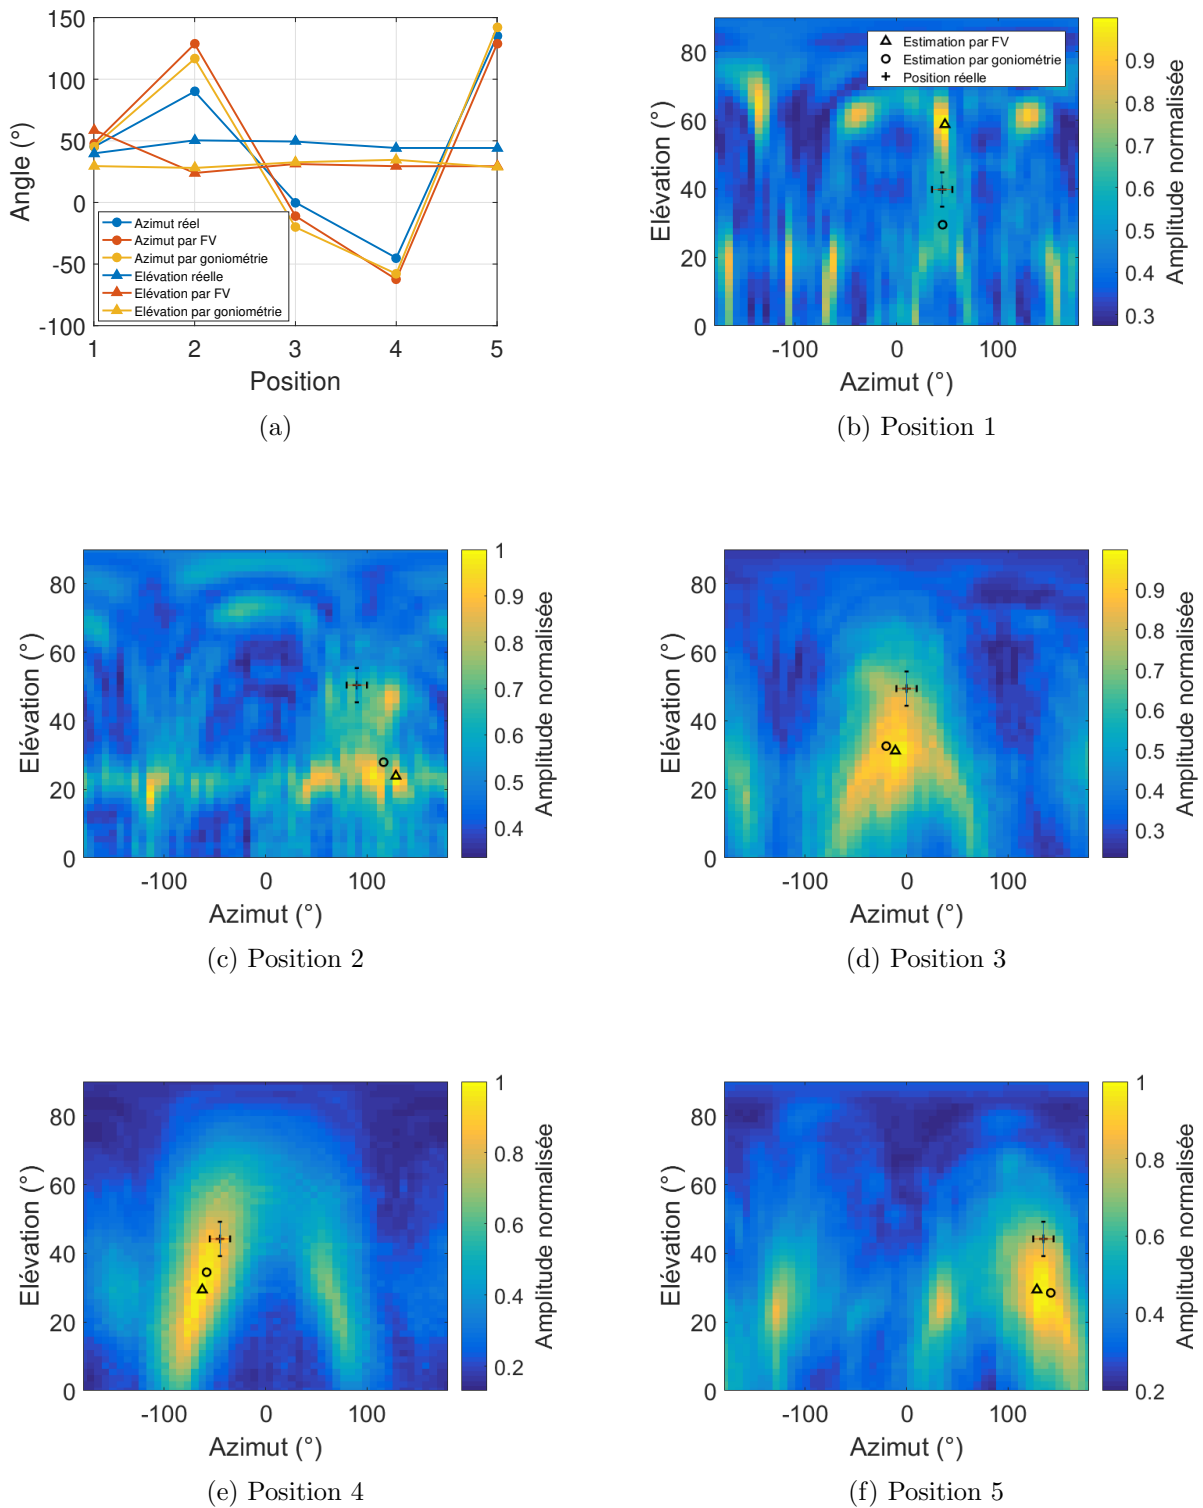 150
100
50
0
-50
-100
Angle (°)
Azimut réel
Azimut par FV
Azimut par goniométrie
Elévation réelle
Elévation par FV
Elévation par goniométrie
1 2 3 4 5
Position
(a)
80
60
40
20
0
Elévation (°)
Estimation par FV
Estimation par goniométrie
Position réelle
-100 0 100
Azimut (°)
0.9
0.8
0.7
0.6
0.5
0.4
0.3
Amplitude normalisée
(b) Position 1
80
60
40
20
0
Elévation (°)
-100 0 100
Azimut (°)
1
0.9
0.8
0.7
0.6
0.5
0.4
Amplitude normalisée
(c) Position 2
80
60
40
20
0
Elévation (°)
-100 0 100
Azimut (°)
0.9
0.8
0.7
0.6
0.5
0.4
0.3
Amplitude normalisée
(d) Position 3
80
60
40
20
0
Elévation (°)
-100 0 100
Azimut (°)
1
0.8
0.6
0.4
0.2
Amplitude normalisée
(e) Position 4
80
60
40
20
0
Elévation (°)
-100 0 100
Azimut (°)
1
0.8
0.6
0.4
0.2
Amplitude normalisée
(f) Position 5